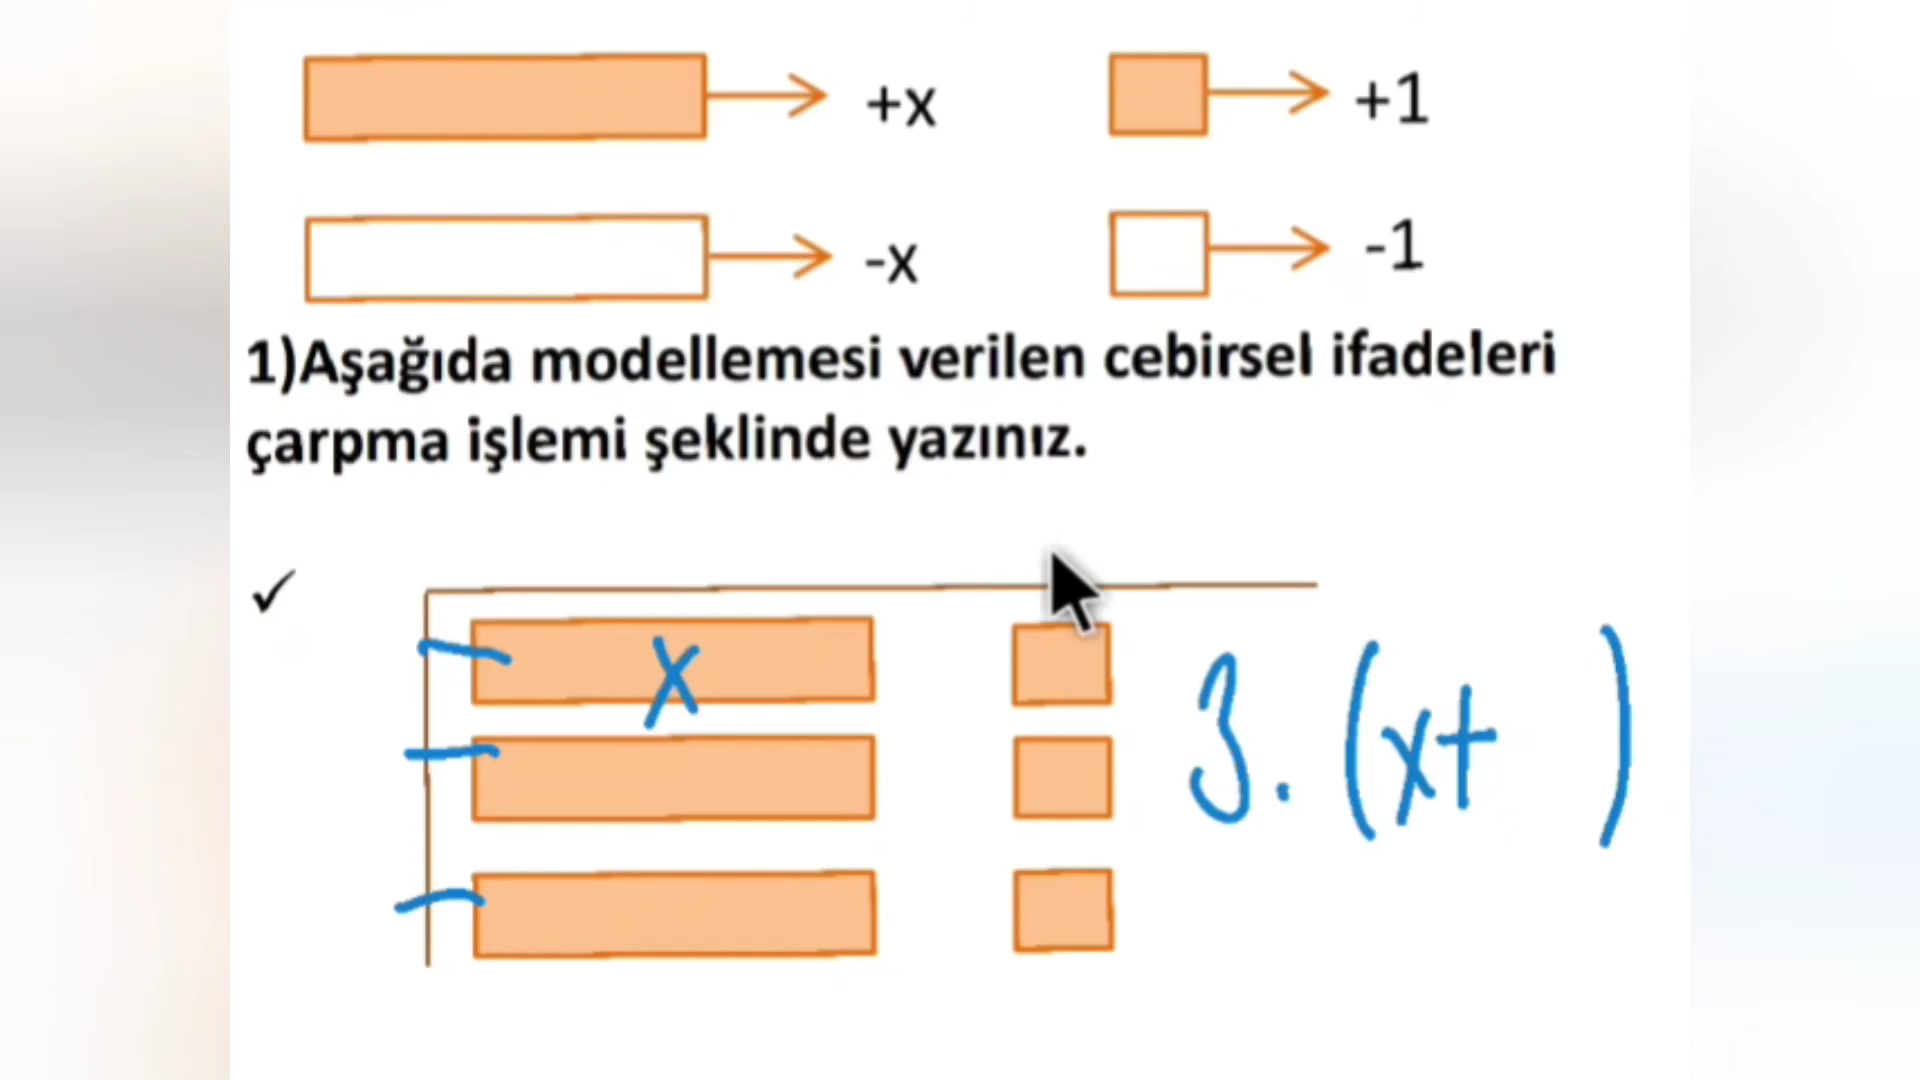 +x
+1
-x
-1
1)Aşağıda modellemesi verilen cebirsel ifadeleri
çarpma işlemi şeklinde yazınız.
✓
x
3.(x+ )